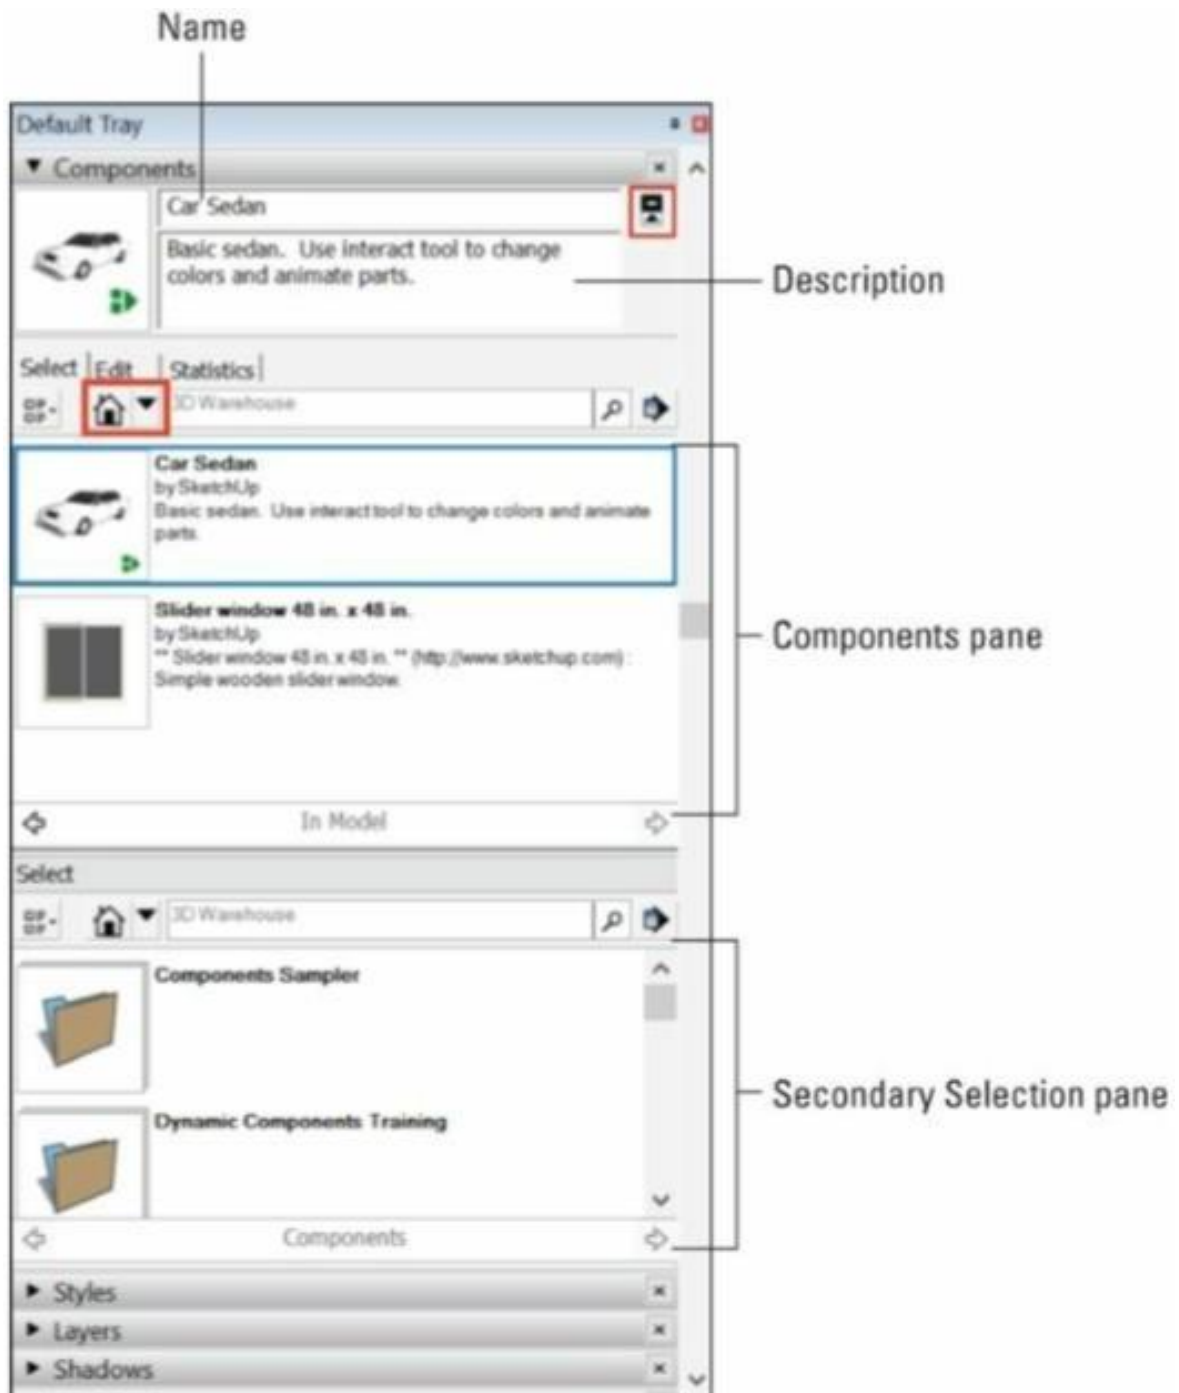 Name
Default Tray
Components
Car Sedan
Basic sedan. Use interact tool to change
colors and animate parts.
Description
Select Edit Statistics
3D Warehouse
Car Sedan
by SketchUp
Basic sedan. Use interact tool to change colors and animate
parts.
Slider window 48 in. x 48 in.
by SketchUp
** Slider window 48 in. x 48 in. ** (http://www.sketchup.com) :
Simple wooden slider window.
Components pane
In Model
Select
3D Warehouse
Components Sampler
Dynamic Components Training
Secondary Selection pane
Components
Styles
Layers
Shadows